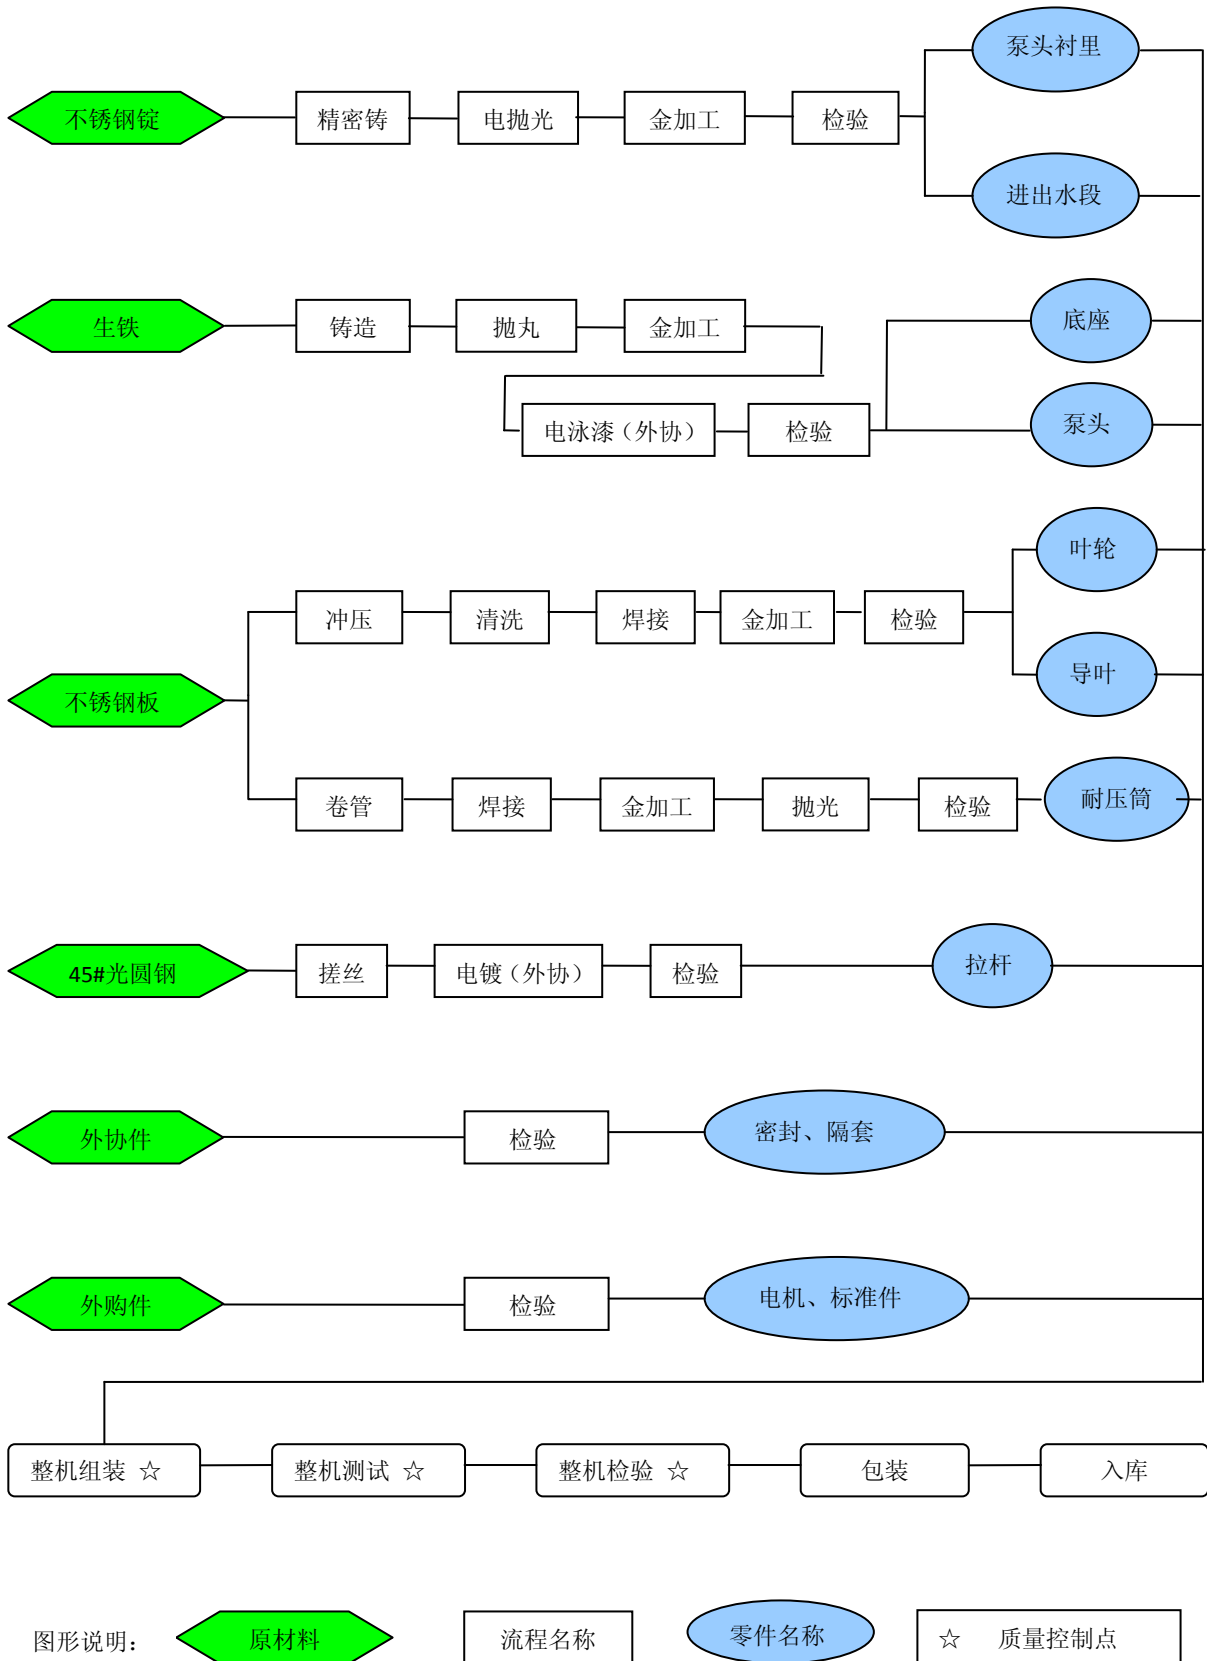 泵头衬里
不锈钢锭 精密铸 电抛光 金加工 检验
进出水段
生铁 铸造 抛丸 金加工 底座
电泳漆（外协） 检验 泵头
叶轮
冲压 清洗 焊接 金加工 检验
导叶
不锈钢板
卷管 焊接 金加工 抛光 检验 耐压筒
45#光圆钢 搓丝 电镀（外协） 检验 拉杆
外协件 检验 密封、隔套
外购件 检验 电机、标准件
整机组装 ☆ 整机测试 ☆ 整机检验 ☆ 包装 入库
图形说明： 原材料 流程名称 零件名称 ☆ 质量控制点